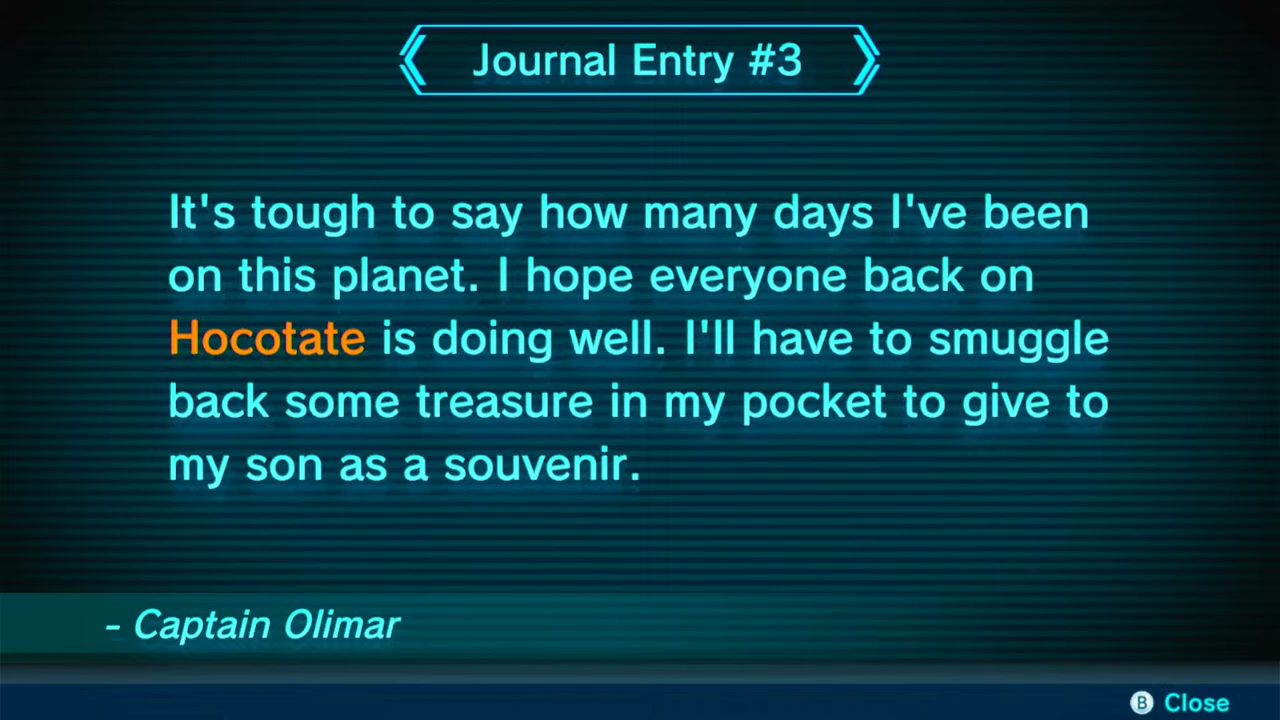 Journal Entry #3
It's tough to say how many days I've been
on this planet. I hope everyone back on
Hocotate is doing well. I'll have to smuggle
back some treasure in my pocket to give to
my son as a souvenir.
- Captain Olimar
B Close